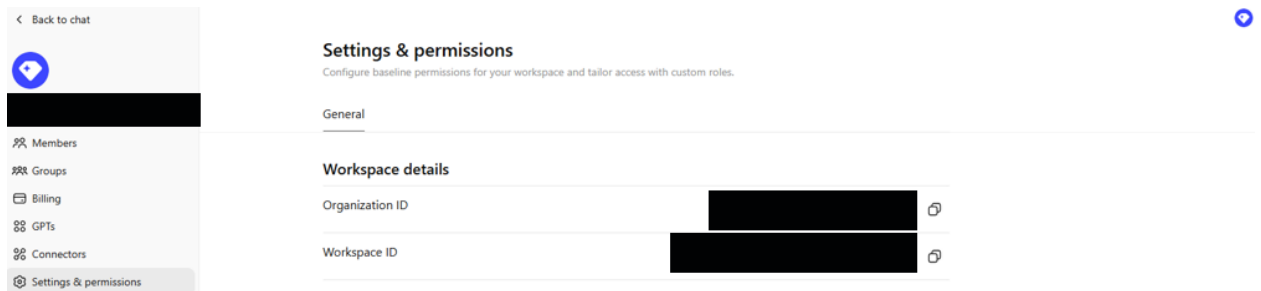 Back to chat
Settings & permissions
Configure baseline permissions for your workspace and tailor access with custom roles.
General
Members
Groups
Billing
GPTs
Connectors
Settings & permissions
Workspace details
Organization ID
Workspace ID